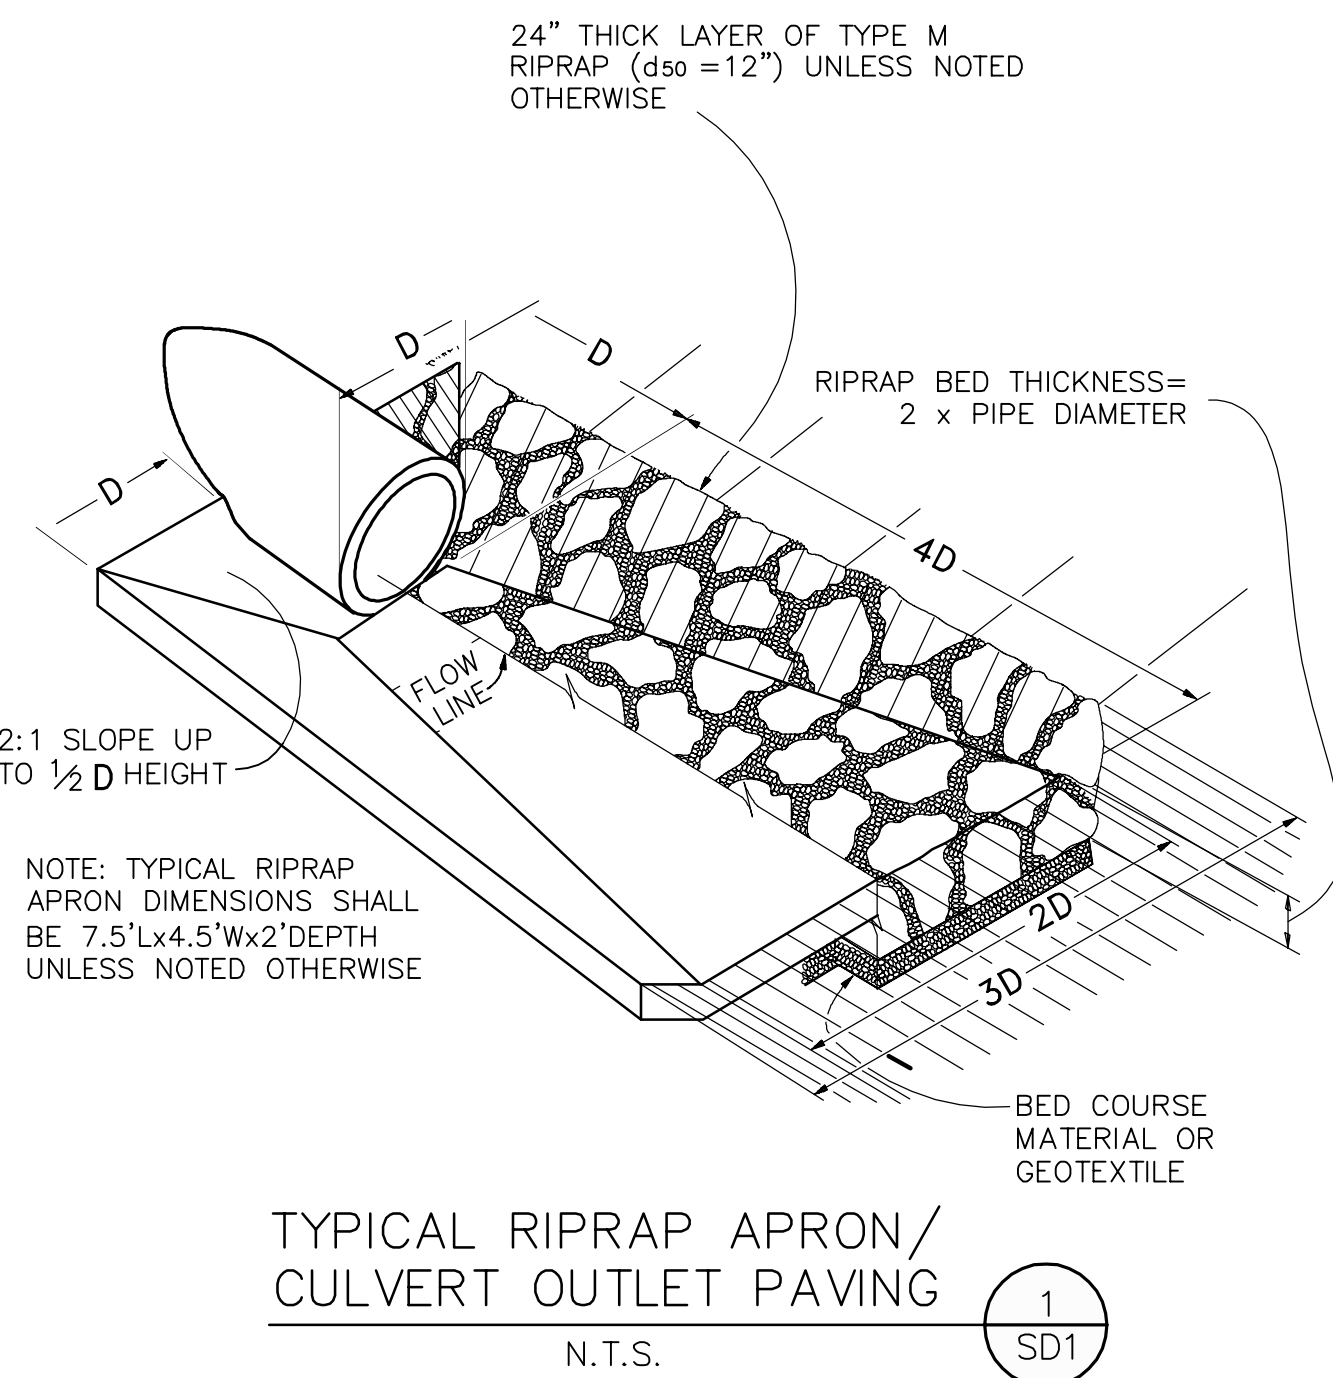 24” THICK LAYER OF TYPE M
RIPRAP (d50 =12”) UNLESS NOTED
OTHERWISE
D
D
RIPRAP BED THICKNESS=
2 x PIPE DIAMETER
D
4D
FLOW
LINE
2:1 SLOPE UP
TO ½ D HEIGHT
NOTE: TYPICAL RIPRAP
APRON DIMENSIONS SHALL
BE 7.5’Lx4.5’Wx2’DEPTH
UNLESS NOTED OTHERWISE
2D
3D
BED COURSE
MATERIAL OR
GEOTEXTILE
TYPICAL RIPRAP APRON/
CULVERT OUTLET PAVING
N.T.S.
1
SD1